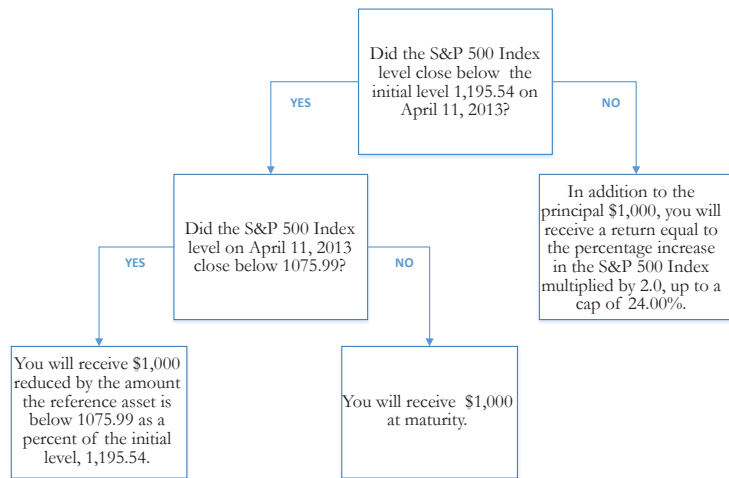 Did the S&P 500 Index
level close below the
initial level 1,195.54 on
April 11, 2013?
YES
NO
Did the S&P 500 Index
level on April 11, 2013
close below 1075.99?
In addition to the
principal $1,000, you will
receive a return equal to
the percentage increase
in the S&P 500 Index
multiplied by 2.0, up to a
cap of 24.00%.
YES
NO
You will receive $1,000
reduced by the amount
the reference asset is
below 1075.99 as a
percent of the initial
level, 1,195.54.
You will receive $1,000
at maturity.